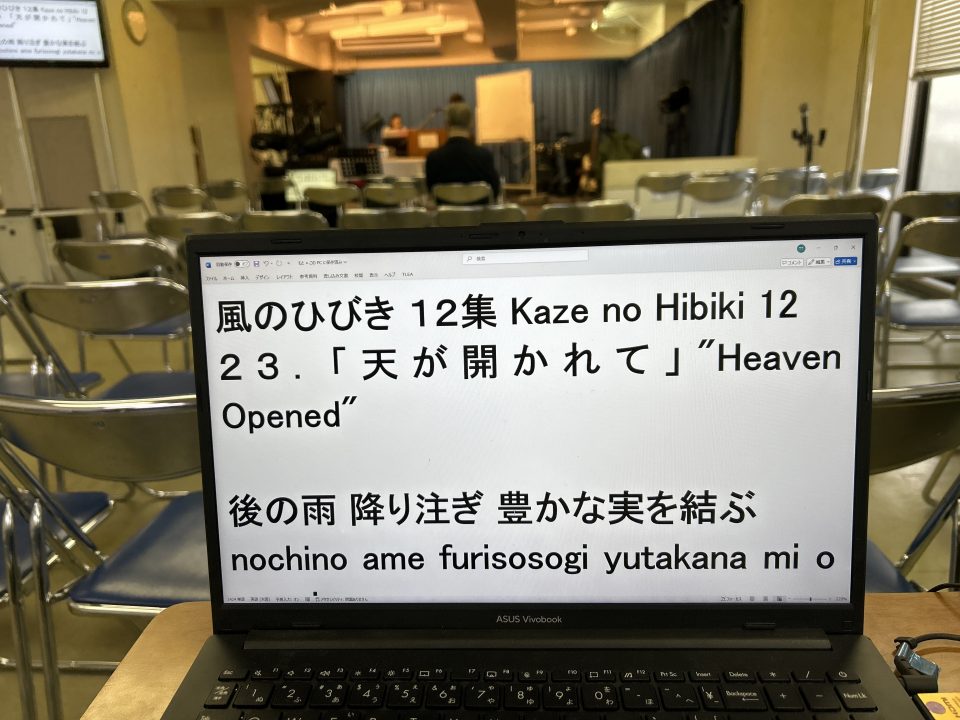 風のひびき 12集 Kaze no Hibiki 12
２３．「天が開かれて」"Heaven
Opened"
後の雨 降り注ぎ 豊かな実を結ぶ
nochino ame furisosogi yutakana mi o
ASUS Vivobook